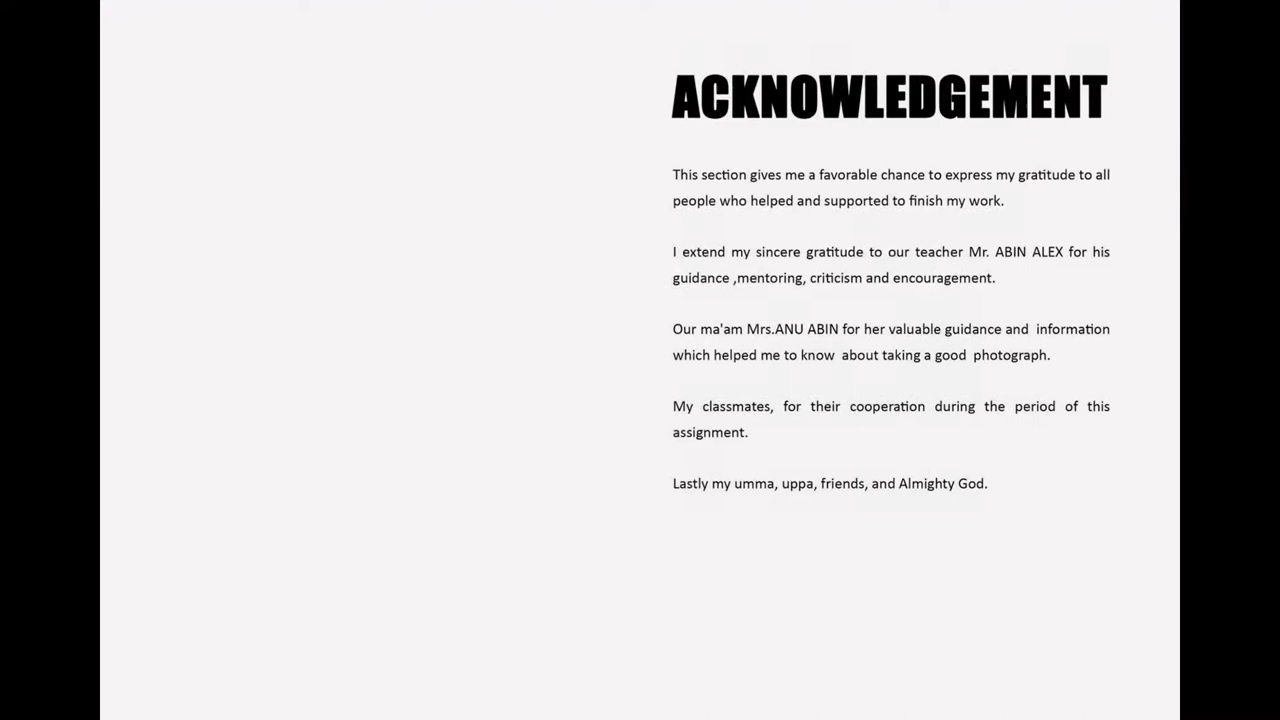 ACKNOWLEDGEMENT
This section gives me a favorable chance to express my gratitude to all
people who helped and supported to finish my work.
I extend my sincere gratitude to our teacher Mr. ABIN ALEX for his
guidance ,mentoring, criticism and encouragement.
Our ma'am Mrs.ANU ABIN for her valuable guidance and  information
which helped me to know  about taking a good  photograph.
My classmates, for their cooperation during the period of this
assignment.
Lastly my umma, uppa, friends, and Almighty God.